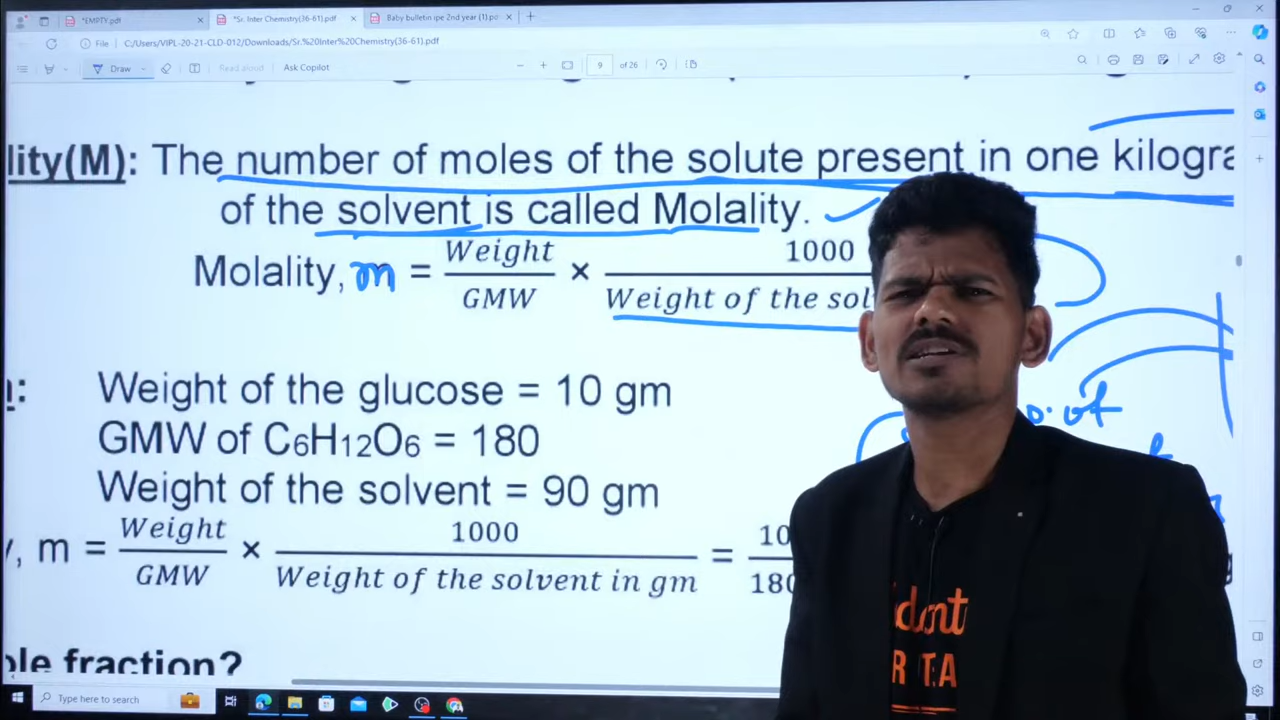 *EMPTY.pdf
*Sr. Inter Chemistry(36-61).pdf
Baby bulletin ipe 2nd year (1).po
File
C:/Users/VIPL-20-21-CLD-012/Downloads/Sr.%20Inter%20Chemistry(36-61).pdf
Draw
Read aloud
Ask Copilot
9 of 26
lity(M): The number of moles of the solute present in one kilogra
of the solvent is called Molality.
Molality, m = Weight / GMW × 1000 / Weight of the sol
Weight of the glucose = 10 gm
o. of
GMW of C6H12O6 = 180
Weight of the solvent = 90 gm
, m = Weight / GMW × 1000 / Weight of the solvent in gm = 10 / 180
ole fraction?
Type here to search